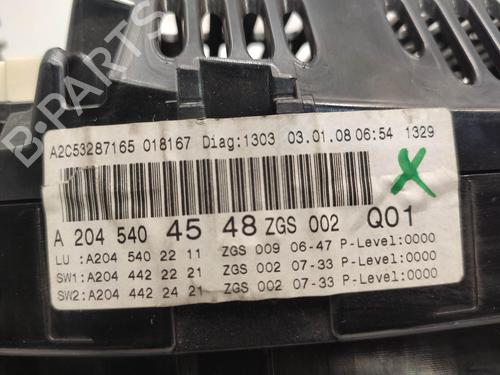 B-PARTS
A2C53287165 018167 Diag:1303 03.01.08 06:54 1329
X
A 204 540 45 48 ZGS 002 Q01
LU :A204 540 22 11 ZGS 009 06-47 P-Level:0000
SW1:A204 442 22 21 ZGS 002 07-33 P-Level:0000
SW2:A204 442 24 21 ZGS 002 07-33 P-Level:0000